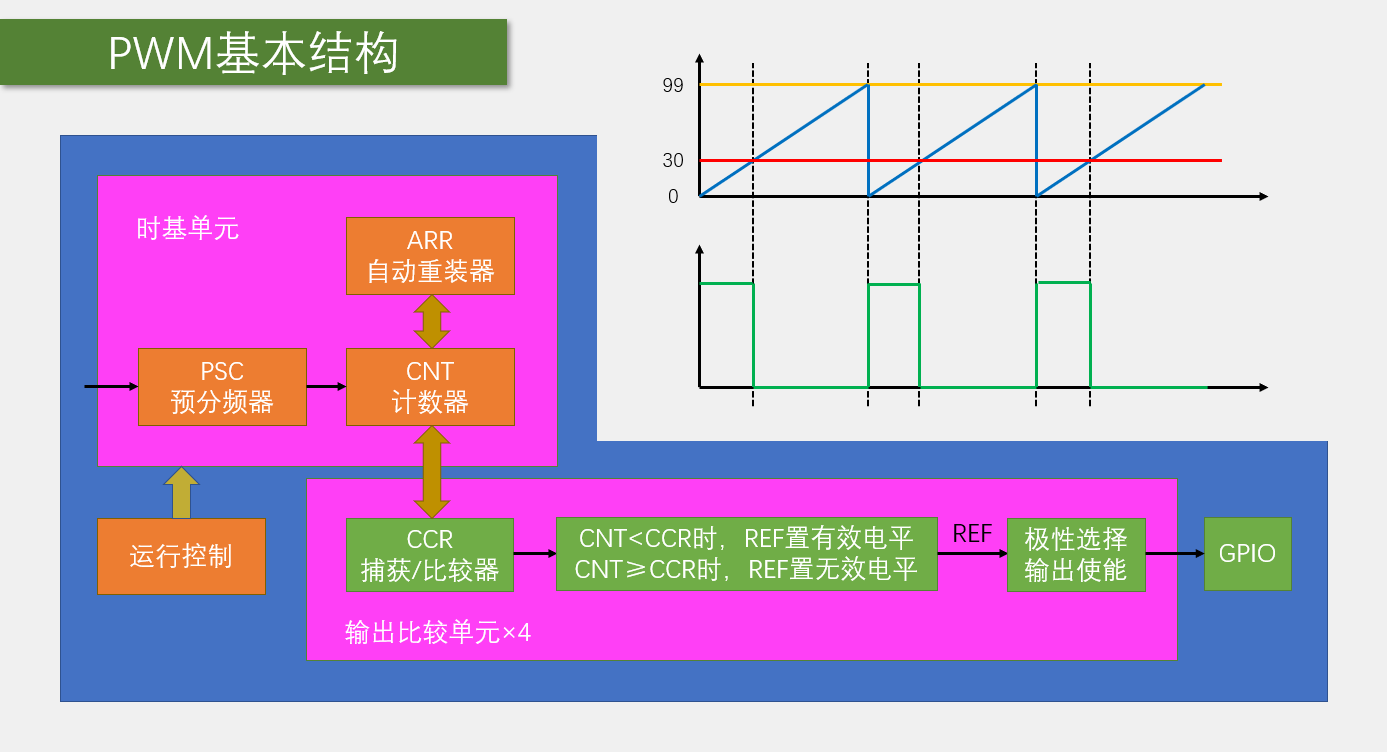 PWM基本结构
99
30
0
时基单元
ARR
自动重装器
PSC
预分频器
CNT
计数器
运行控制
CCR
捕获/比较器
CNT<CCR时，REF置有效电平
CNT≥CCR时，REF置无效电平
REF
极性选择
输出使能
GPIO
输出比较单元×4